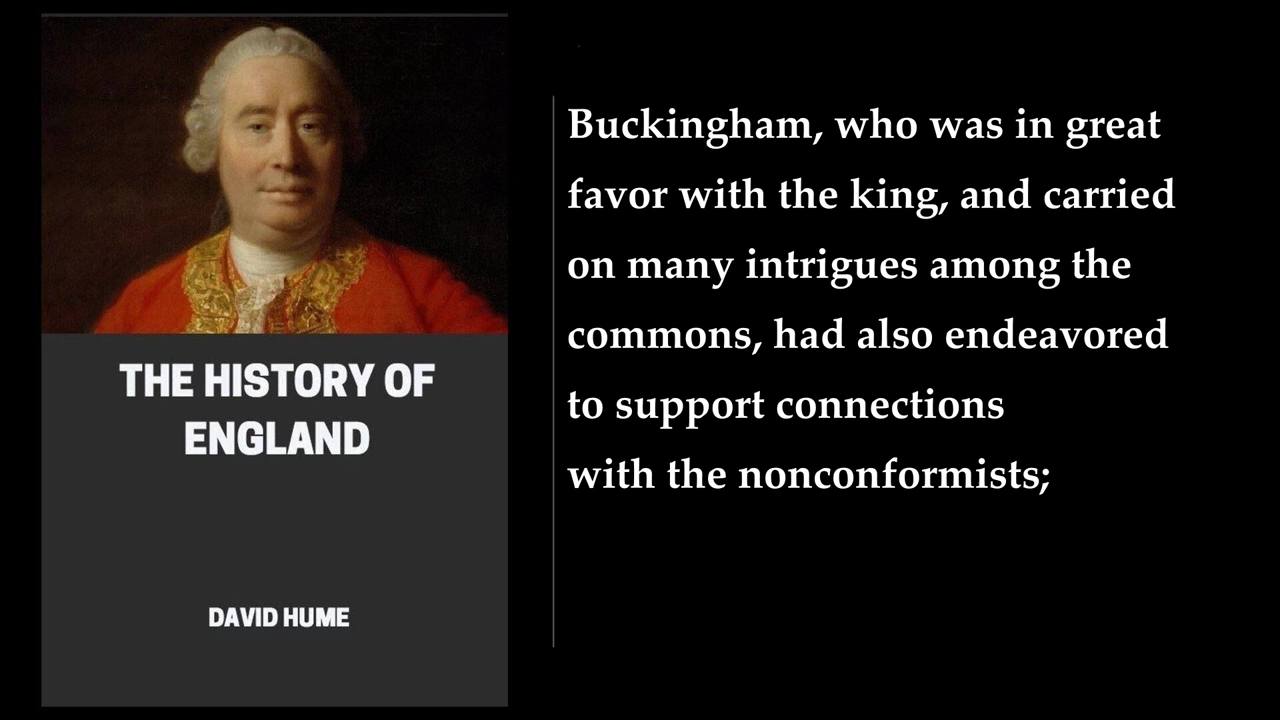 THE HISTORY OF
ENGLAND
DAVID HUME
Buckingham, who was in great
favor with the king, and carried
on many intrigues among the
commons, had also endeavored
to support connections
with the nonconformists;